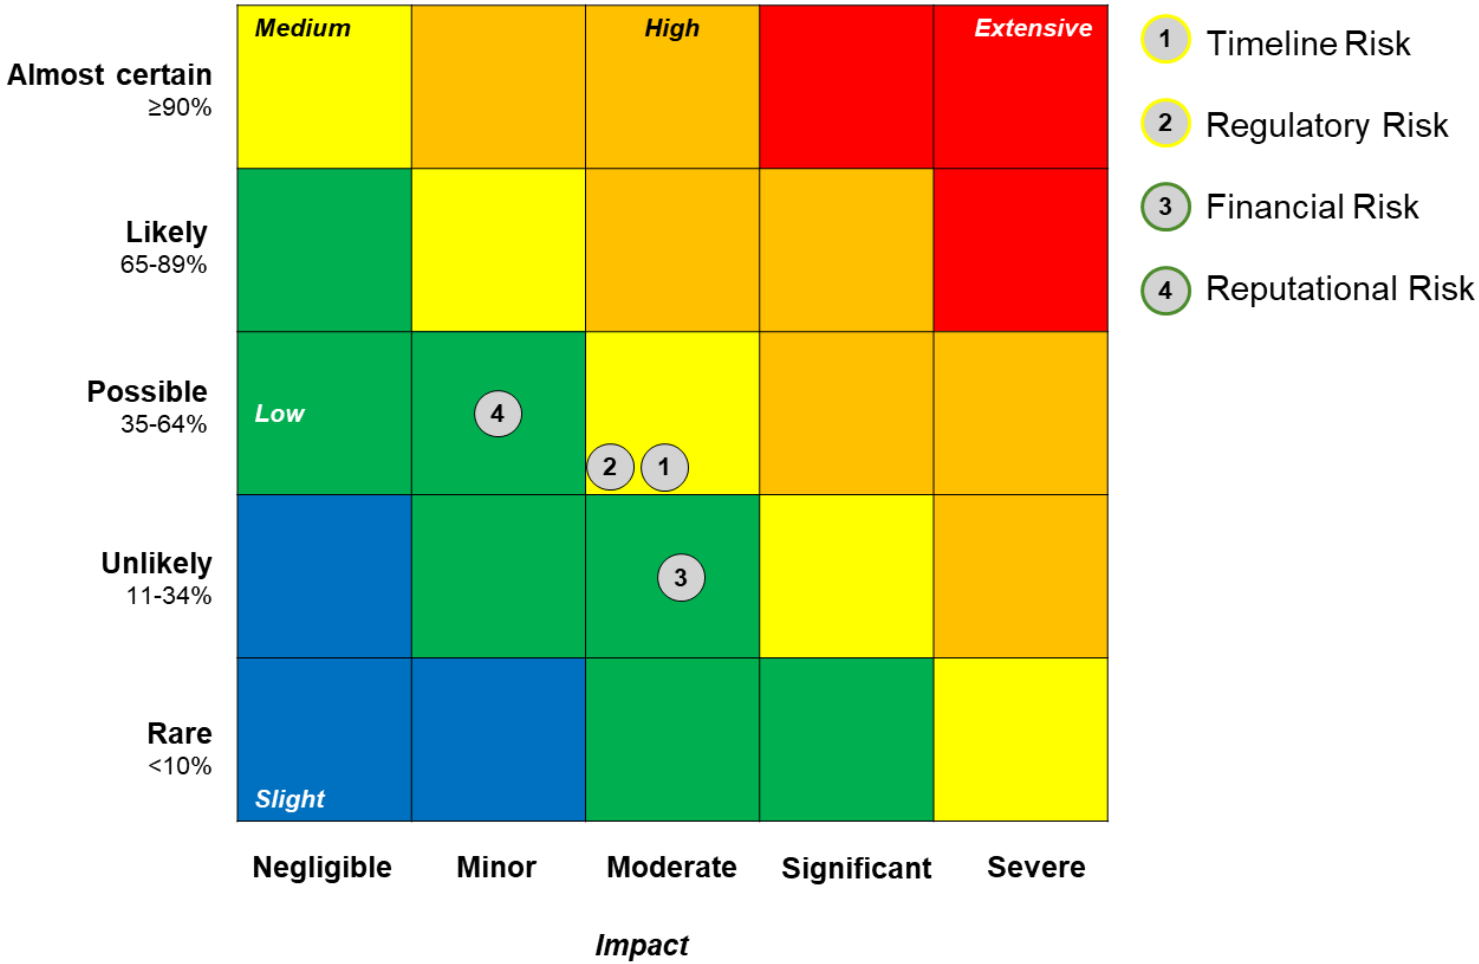 Medium
High
Extensive
Almost certain
≥90%
Likely
65-89%
Possible
35-64%
Low
4
2
1
Unlikely
11-34%
3
Rare
<10%
Slight
Negligible
Minor
Moderate
Significant
Severe
Impact
1 Timeline Risk
2 Regulatory Risk
3 Financial Risk
4 Reputational Risk